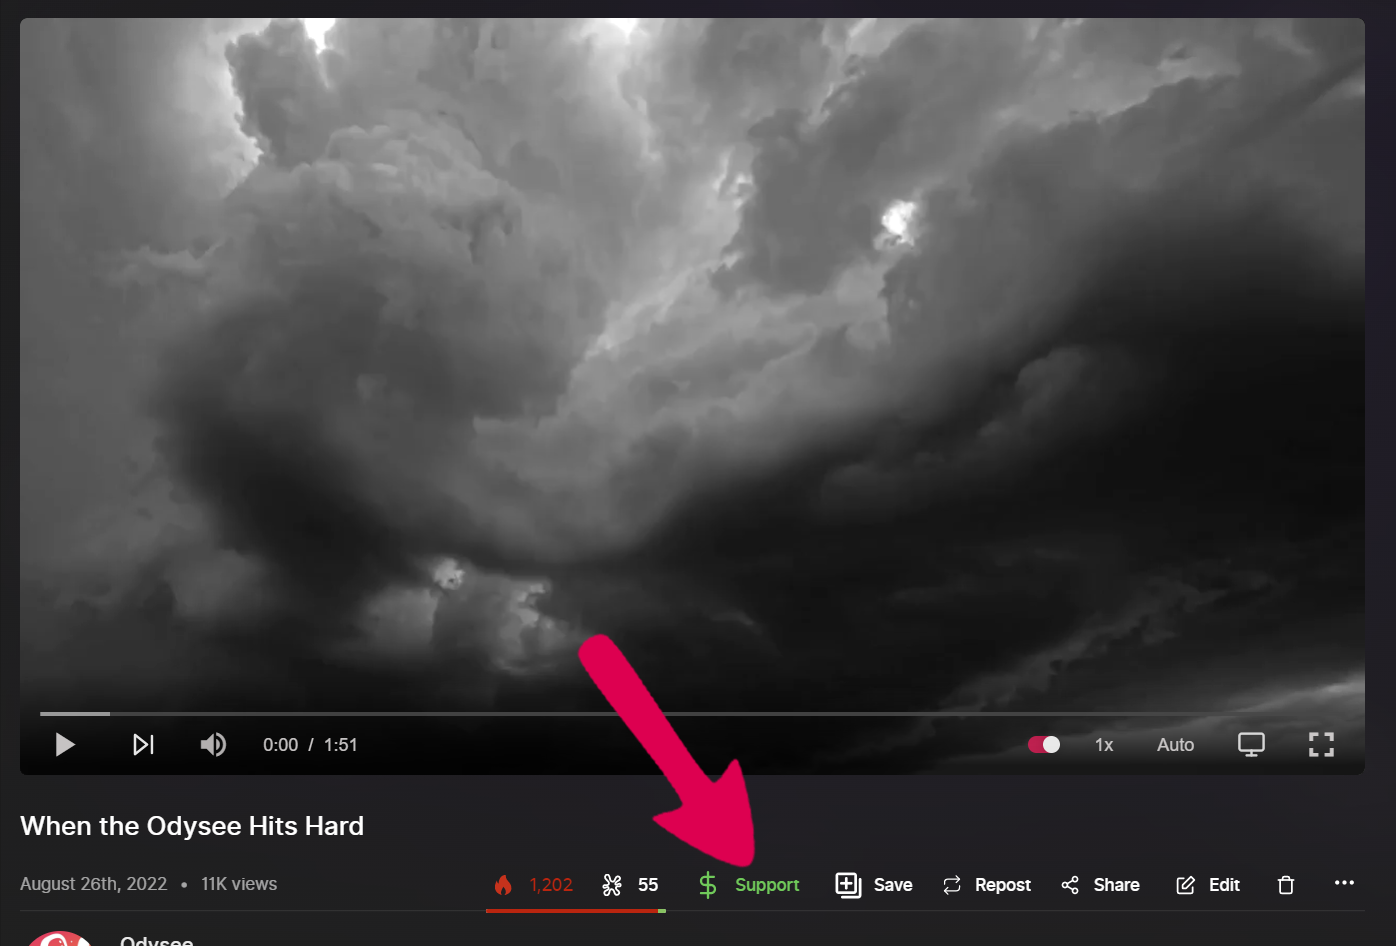 0:00 / 1:51
1x
Auto
When the Odysee Hits Hard
August 26th, 2022 • 11K views
1,202
55
Support
Save
Repost
Share
Edit
Odysee